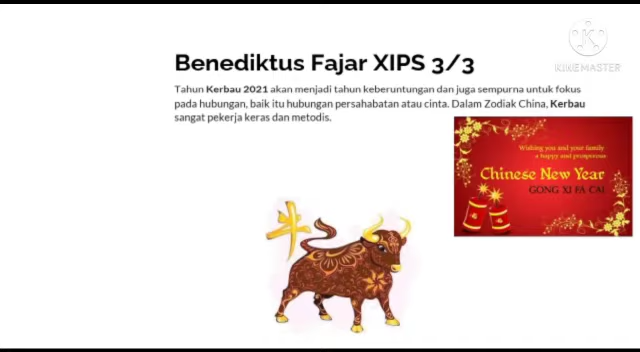 KINEMASTER
Benediktus Fajar XIPS 3/3
Tahun Kerbau 2021 akan menjadi tahun keberuntungan dan juga sempurna untuk fokus
pada hubungan, baik itu hubungan persahabatan atau cinta. Dalam Zodiak China, Kerbau
sangat pekerja keras dan metodis.
Wishing you and your family
a happy and prosperous
Chinese New Year
GONG XI FA CAI
牛